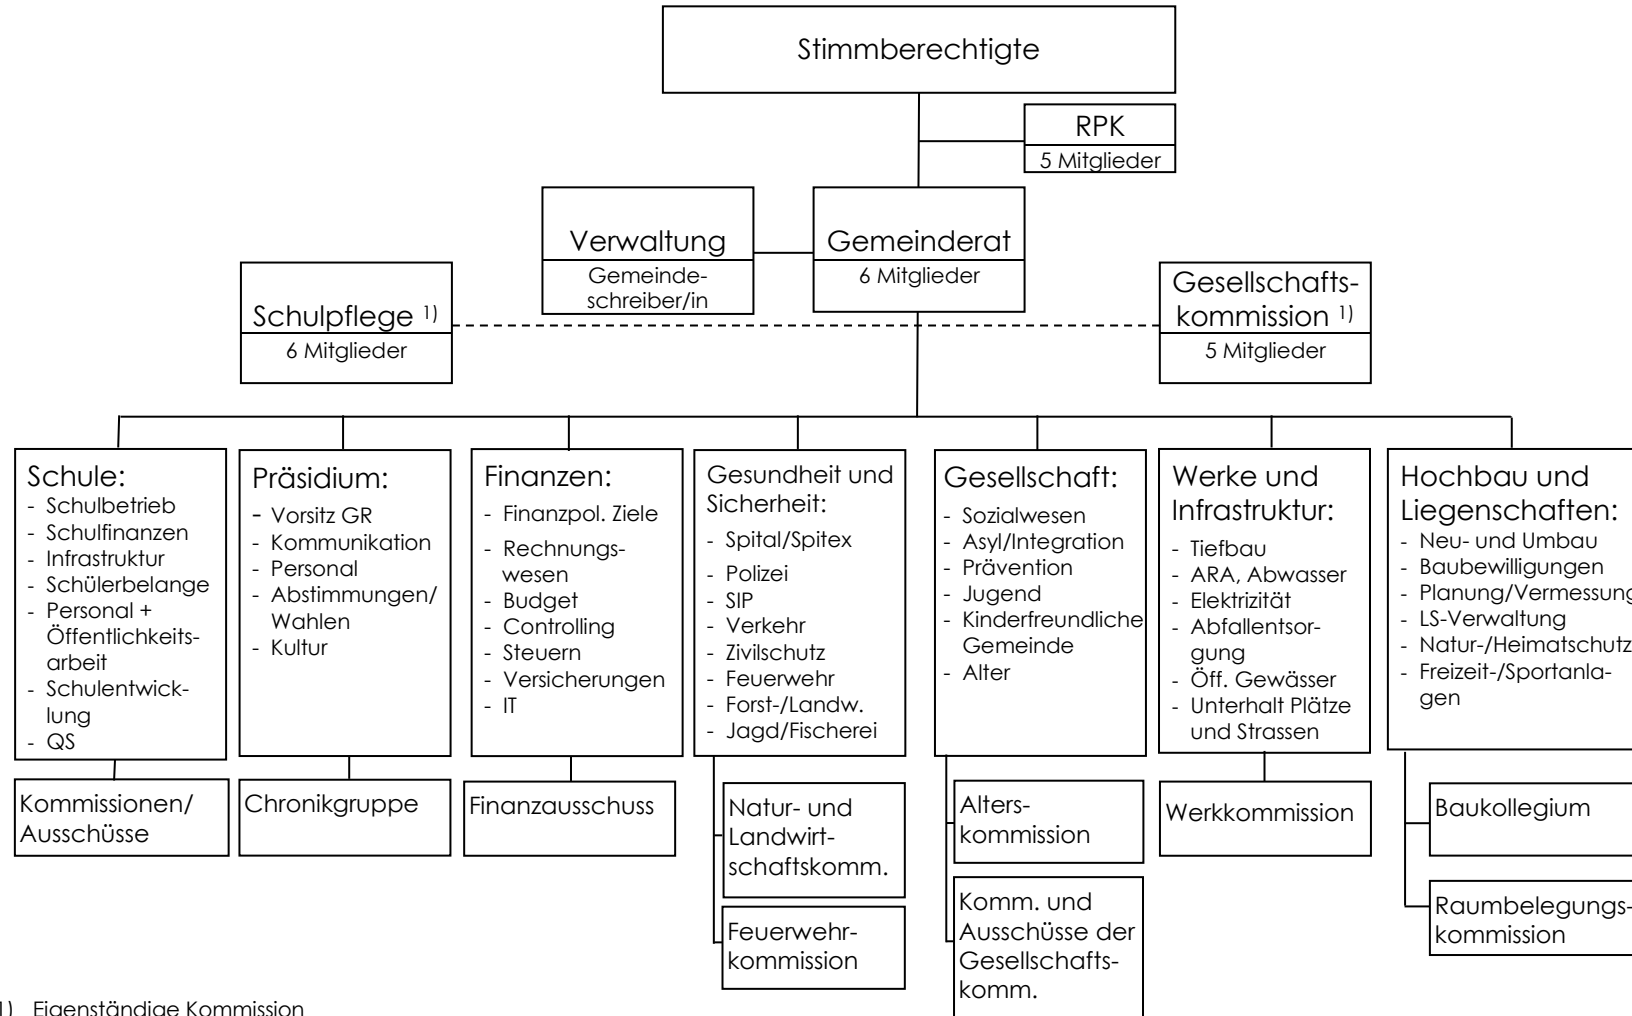 Stimmberechtigte
RPK
5 Mitglieder
Verwaltung
Gemeinde-
schreiber/in
Gemeinderat
6 Mitglieder
Schulpflege 1)
6 Mitglieder
Gesellschafts-
kommission 1)
5 Mitglieder
Schule:
- Schulbetrieb
- Schulfinanzen
- Infrastruktur
- Schülerbelange
- Personal +
Öffentlichkeits-
arbeit
- Schulentwick-
lung
- QS
Präsidium:
- Vorsitz GR
- Kommunikation
- Personal
- Abstimmungen/
Wahlen
- Kultur
Finanzen:
- Finanzpol. Ziele
- Rechnungs-
wesen
- Budget
- Controlling
- Steuern
- Versicherungen
- IT
Gesundheit und
Sicherheit:
- Spital/Spitex
- Polizei
- SIP
- Verkehr
- Zivilschutz
- Feuerwehr
- Forst-/Landw.
- Jagd/Fischerei
Gesellschaft:
- Sozialwesen
- Asyl/Integration
- Prävention
- Jugend
- Kinderfreundliche
Gemeinde
- Alter
Werke und
Infrastruktur:
- Tiefbau
- ARA, Abwasser
- Elektrizität
- Abfallentsor-
gung
- Öff. Gewässer
- Unterhalt Plätze
und Strassen
Hochbau und
Liegenschaften:
- Neu- und Umbau
- Baubewilligungen
- Planung/Vermessung
- LS-Verwaltung
- Natur-/Heimatschutz
- Freizeit-/Sportanla-
gen
Kommissionen/
Ausschüsse
Chronikgruppe
Finanzausschuss
Natur- und
Landwirt-
schaftskomm.
Feuerwehr-
kommission
Alters-
kommission
Komm. und
Ausschüsse der
Gesellschafts-
komm.
Werkkommission
Baukollegium
Raumbelegungs-
kommission
1) Eigenständige Kommission